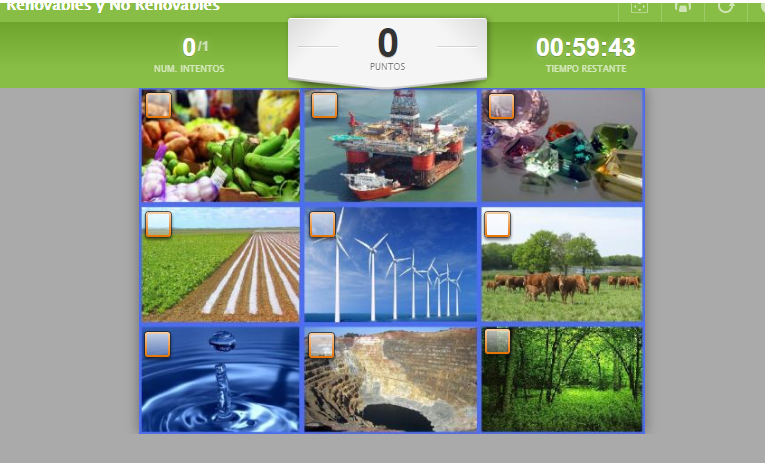 Renovables y No Renovables
0/1
NUM. INTENTOS
0
PUNTOS
00:59:43
TIEMPO RESTANTE